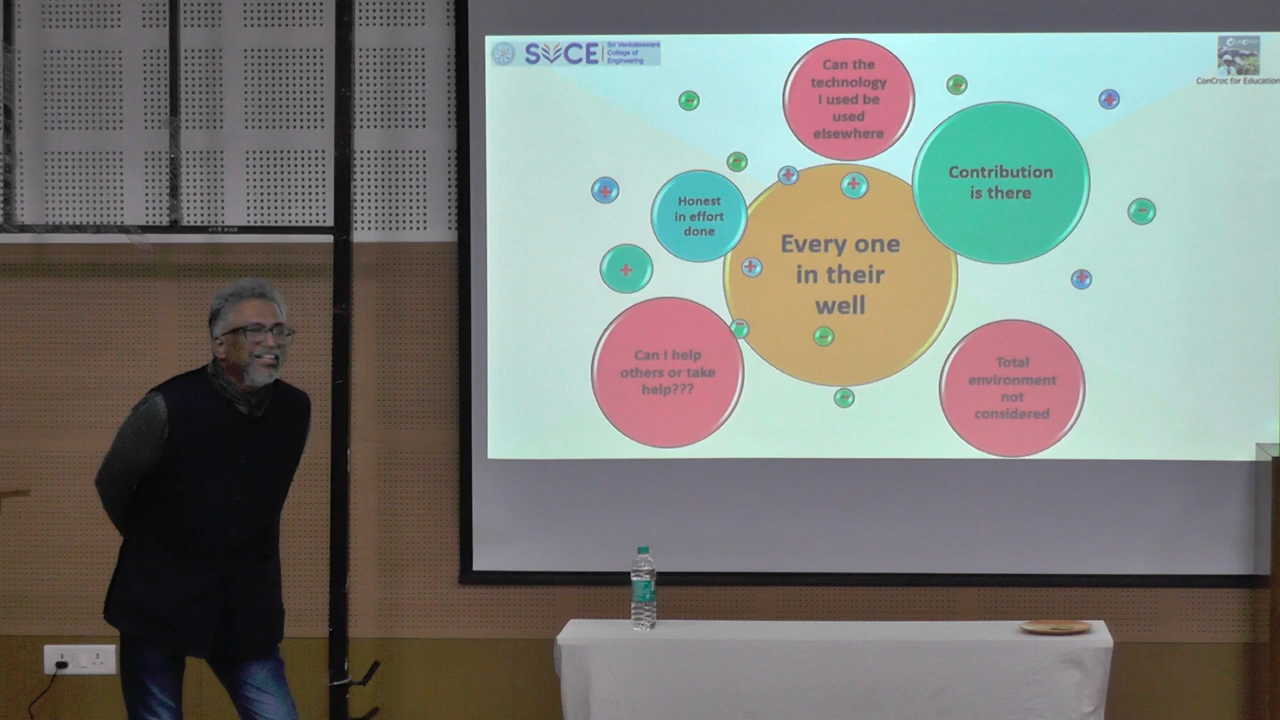 SVCE
Sri Venkateswara
College of
Engineering
ConCroc for Education
Can the
technology
I used be
used
elsewhere
Contribution
is there
Honest
in effort
done
Every one
in their
well
Can I help
others or take
help???
Total
environment
not
considered